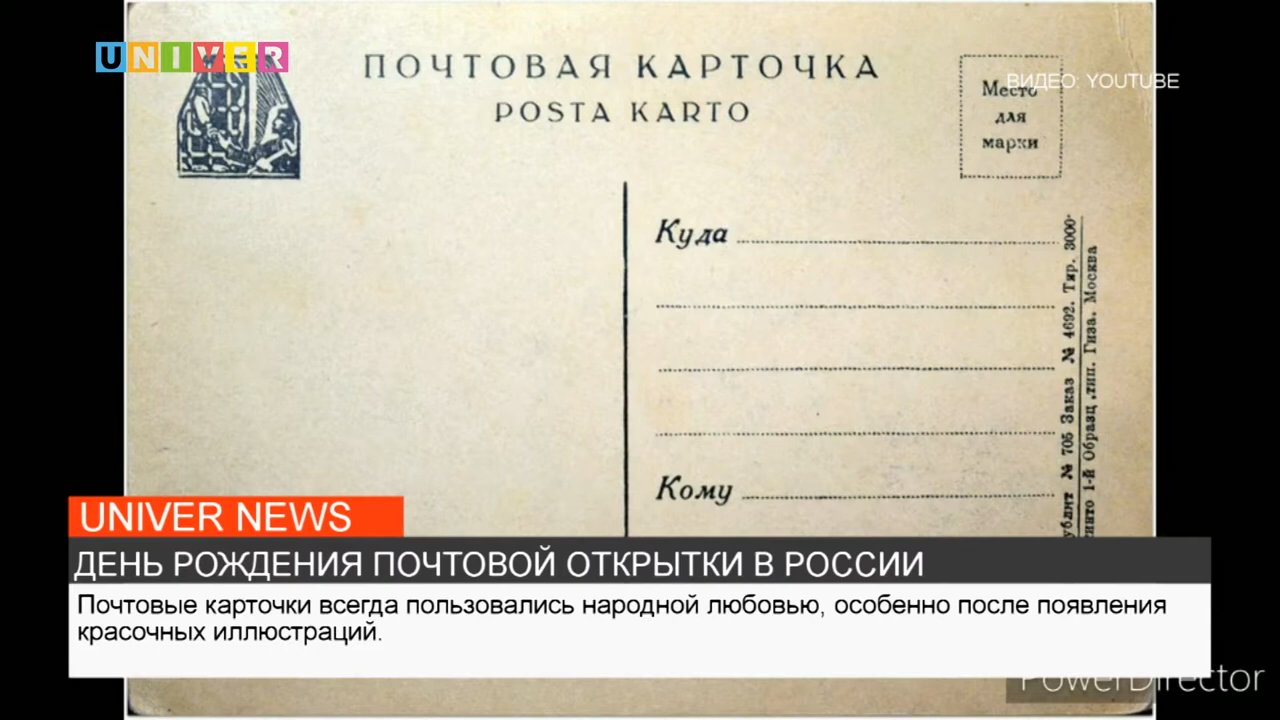 UNIVER
ПОЧТОВАЯ КАРТОЧКА
POSTA KARTO
ВИДЕО: YOUTUBE
Место
для
марки
Куда
Кому
№ 705 Заказ № 4692. Тир. 3000
1-й Образц. тип. Гиза. Москва
UNIVER NEWS
ДЕНЬ РОЖДЕНИЯ ПОЧТОВОЙ ОТКРЫТКИ В РОССИИ
Почтовые карточки всегда пользовались народной любовью, особенно после появления
красочных иллюстраций.
PowerDirector